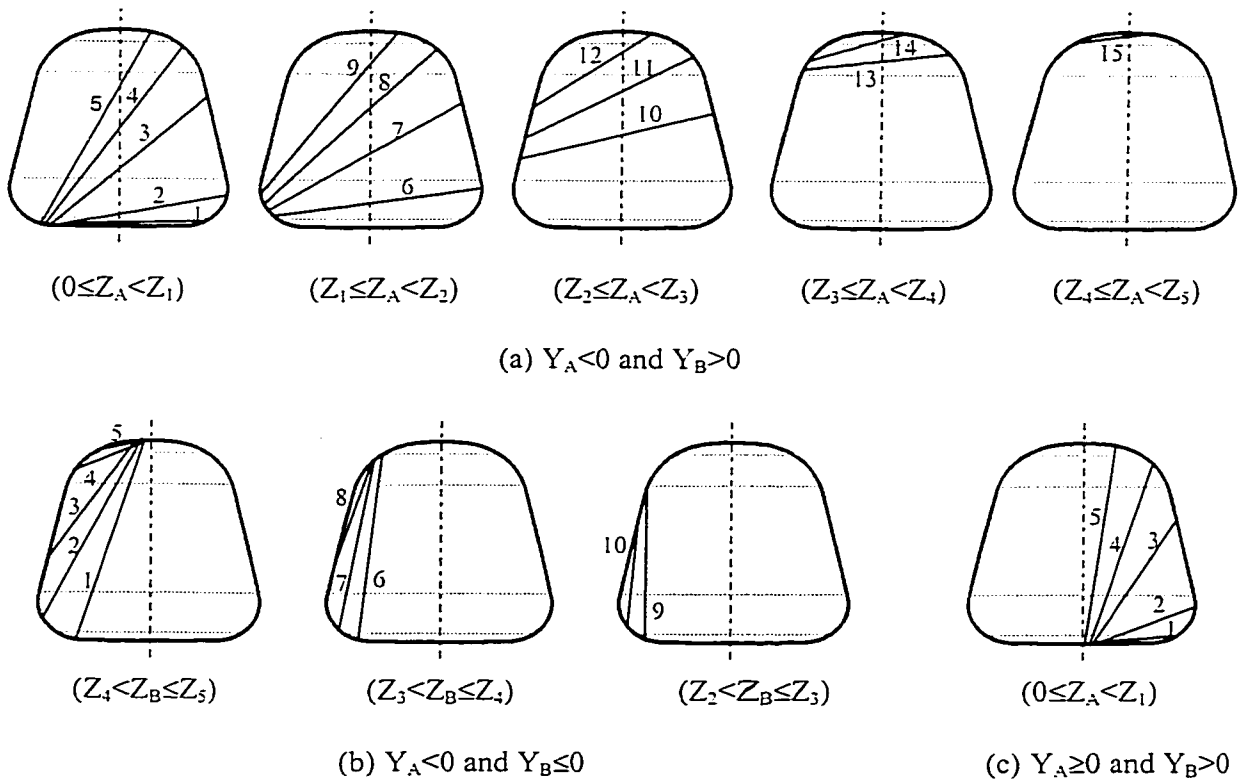 5 4 3 2 1
9 8 7 6
12 11 10
14 13
15
(0≤Z_A<Z_1) (Z_1≤Z_A<Z_2) (Z_2≤Z_A<Z_3) (Z_3≤Z_A<Z_4) (Z_4≤Z_A<Z_5)
(a) Y_A<0 and Y_B>0
5 4 3 2 1
8 7 6
10 9
5 4 3 2 1
(Z_4<Z_B≤Z_5) (Z_3<Z_B≤Z_4) (Z_2<Z_B≤Z_3) (0≤Z_A<Z_1)
(b) Y_A<0 and Y_B≤0 (c) Y_A≥0 and Y_B>0